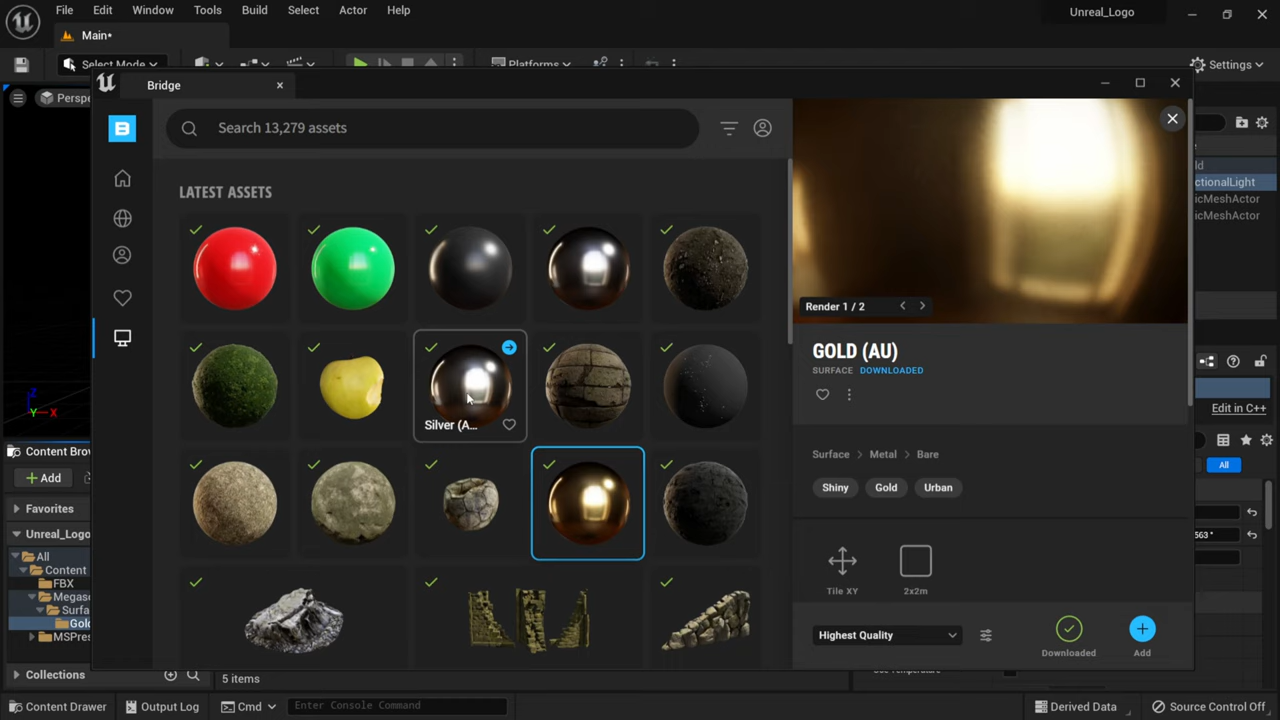 File Edit Window Tools Build Select Actor Help
Unreal_Logo
Main*
Select Mode
Platforms
Settings
Bridge
Search 13,279 assets
LATEST ASSETS
Silver (A...
Render 1 / 2
GOLD (AU)
SURFACE DOWNLOADED
Surface > Metal > Bare
Shiny Gold Urban
Tile XY 2x2m
Highest Quality
Downloaded Add
Z
Y X
Content Brow
+ Add
Favorites
Unreal_Logo
All
Content
FBX
Megas
Surfa
Gold
MSPres
Collections
5 items
ctionalLight
icMeshActor
icMeshActor
Edit in C++
All
563 °
Content Drawer Output Log Cmd Enter Console Command Derived Data Source Control Off